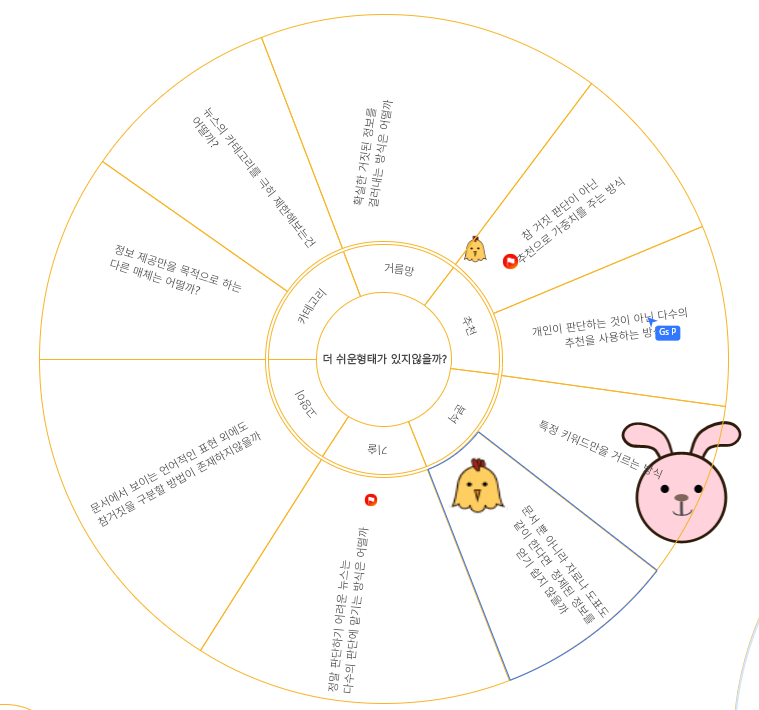 더 쉬운형태가 있지않을까?
거름망
추천
분석
기술
고양이
카테고리
확실한 거짓된 정보를
걸러내는 방식은 어떨까
참 거짓 판단이 아닌
추천으로 가중치를 주는 방식
개인이 판단하는 것이 아닌 다수의
추천을 사용하는 방식
Gs P
특정 키워드만을 거르는 방식
문서 뿐 아니라 자료나 도표도
같이 한다면 정제된 정보를
얻기 쉽지 않을까
정말 판단하기 어려운 뉴스는
다수의 판단에 맡기는 방식은 어떨까
문서에서 보이는 언어적인 표현 외에도
참거짓을 구분할 방법이 존재하지않을까
정보 제공만을 목적으로 하는
다른 매체는 어떨까?
뉴스의 카테고리를 극히 제한해보는건
어떨까?